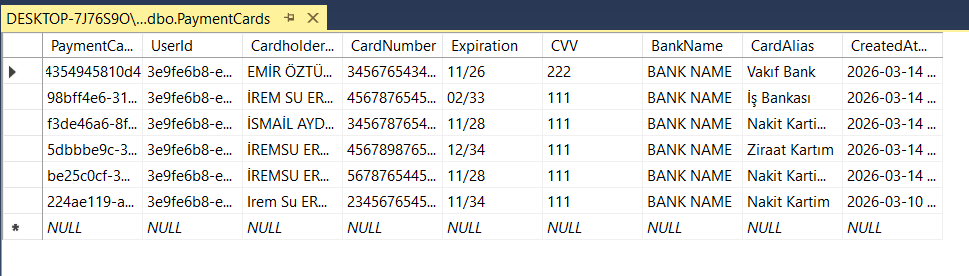 DESKTOP-7J76S9O\...dbo.PaymentCards
PaymentCa... UserId Cardholder... CardNumber Expiration CVV BankName CardAlias CreatedAt...
4354945810d4 3e9fe6b8-e... EMİR ÖZTÜ... 3456765434... 11/26 222 BANK NAME Vakıf Bank 2026-03-14 ...
98bff4e6-31... 3e9fe6b8-e... İREM SU ER... 4567876545... 02/33 111 BANK NAME İş Bankası 2026-03-14 ...
f3de46a6-8f... 3e9fe6b8-e... İSMAİL AYD... 3456787654... 11/28 111 BANK NAME Nakit Karti... 2026-03-14 ...
5dbbbe9c-3... 3e9fe6b8-e... İREMSU ER... 4567898765... 12/34 111 BANK NAME Ziraat Kartım 2026-03-14 ...
be25c0cf-3... 3e9fe6b8-e... İREMSU ER... 5678765445... 11/28 111 BANK NAME Nakit Karti... 2026-03-14 ...
224ae119-a... 3e9fe6b8-e... Irem Su ER... 2345676545... 11/34 111 BANK NAME Nakit Kartim 2026-03-10 ...
NULL NULL NULL NULL NULL NULL NULL NULL NULL